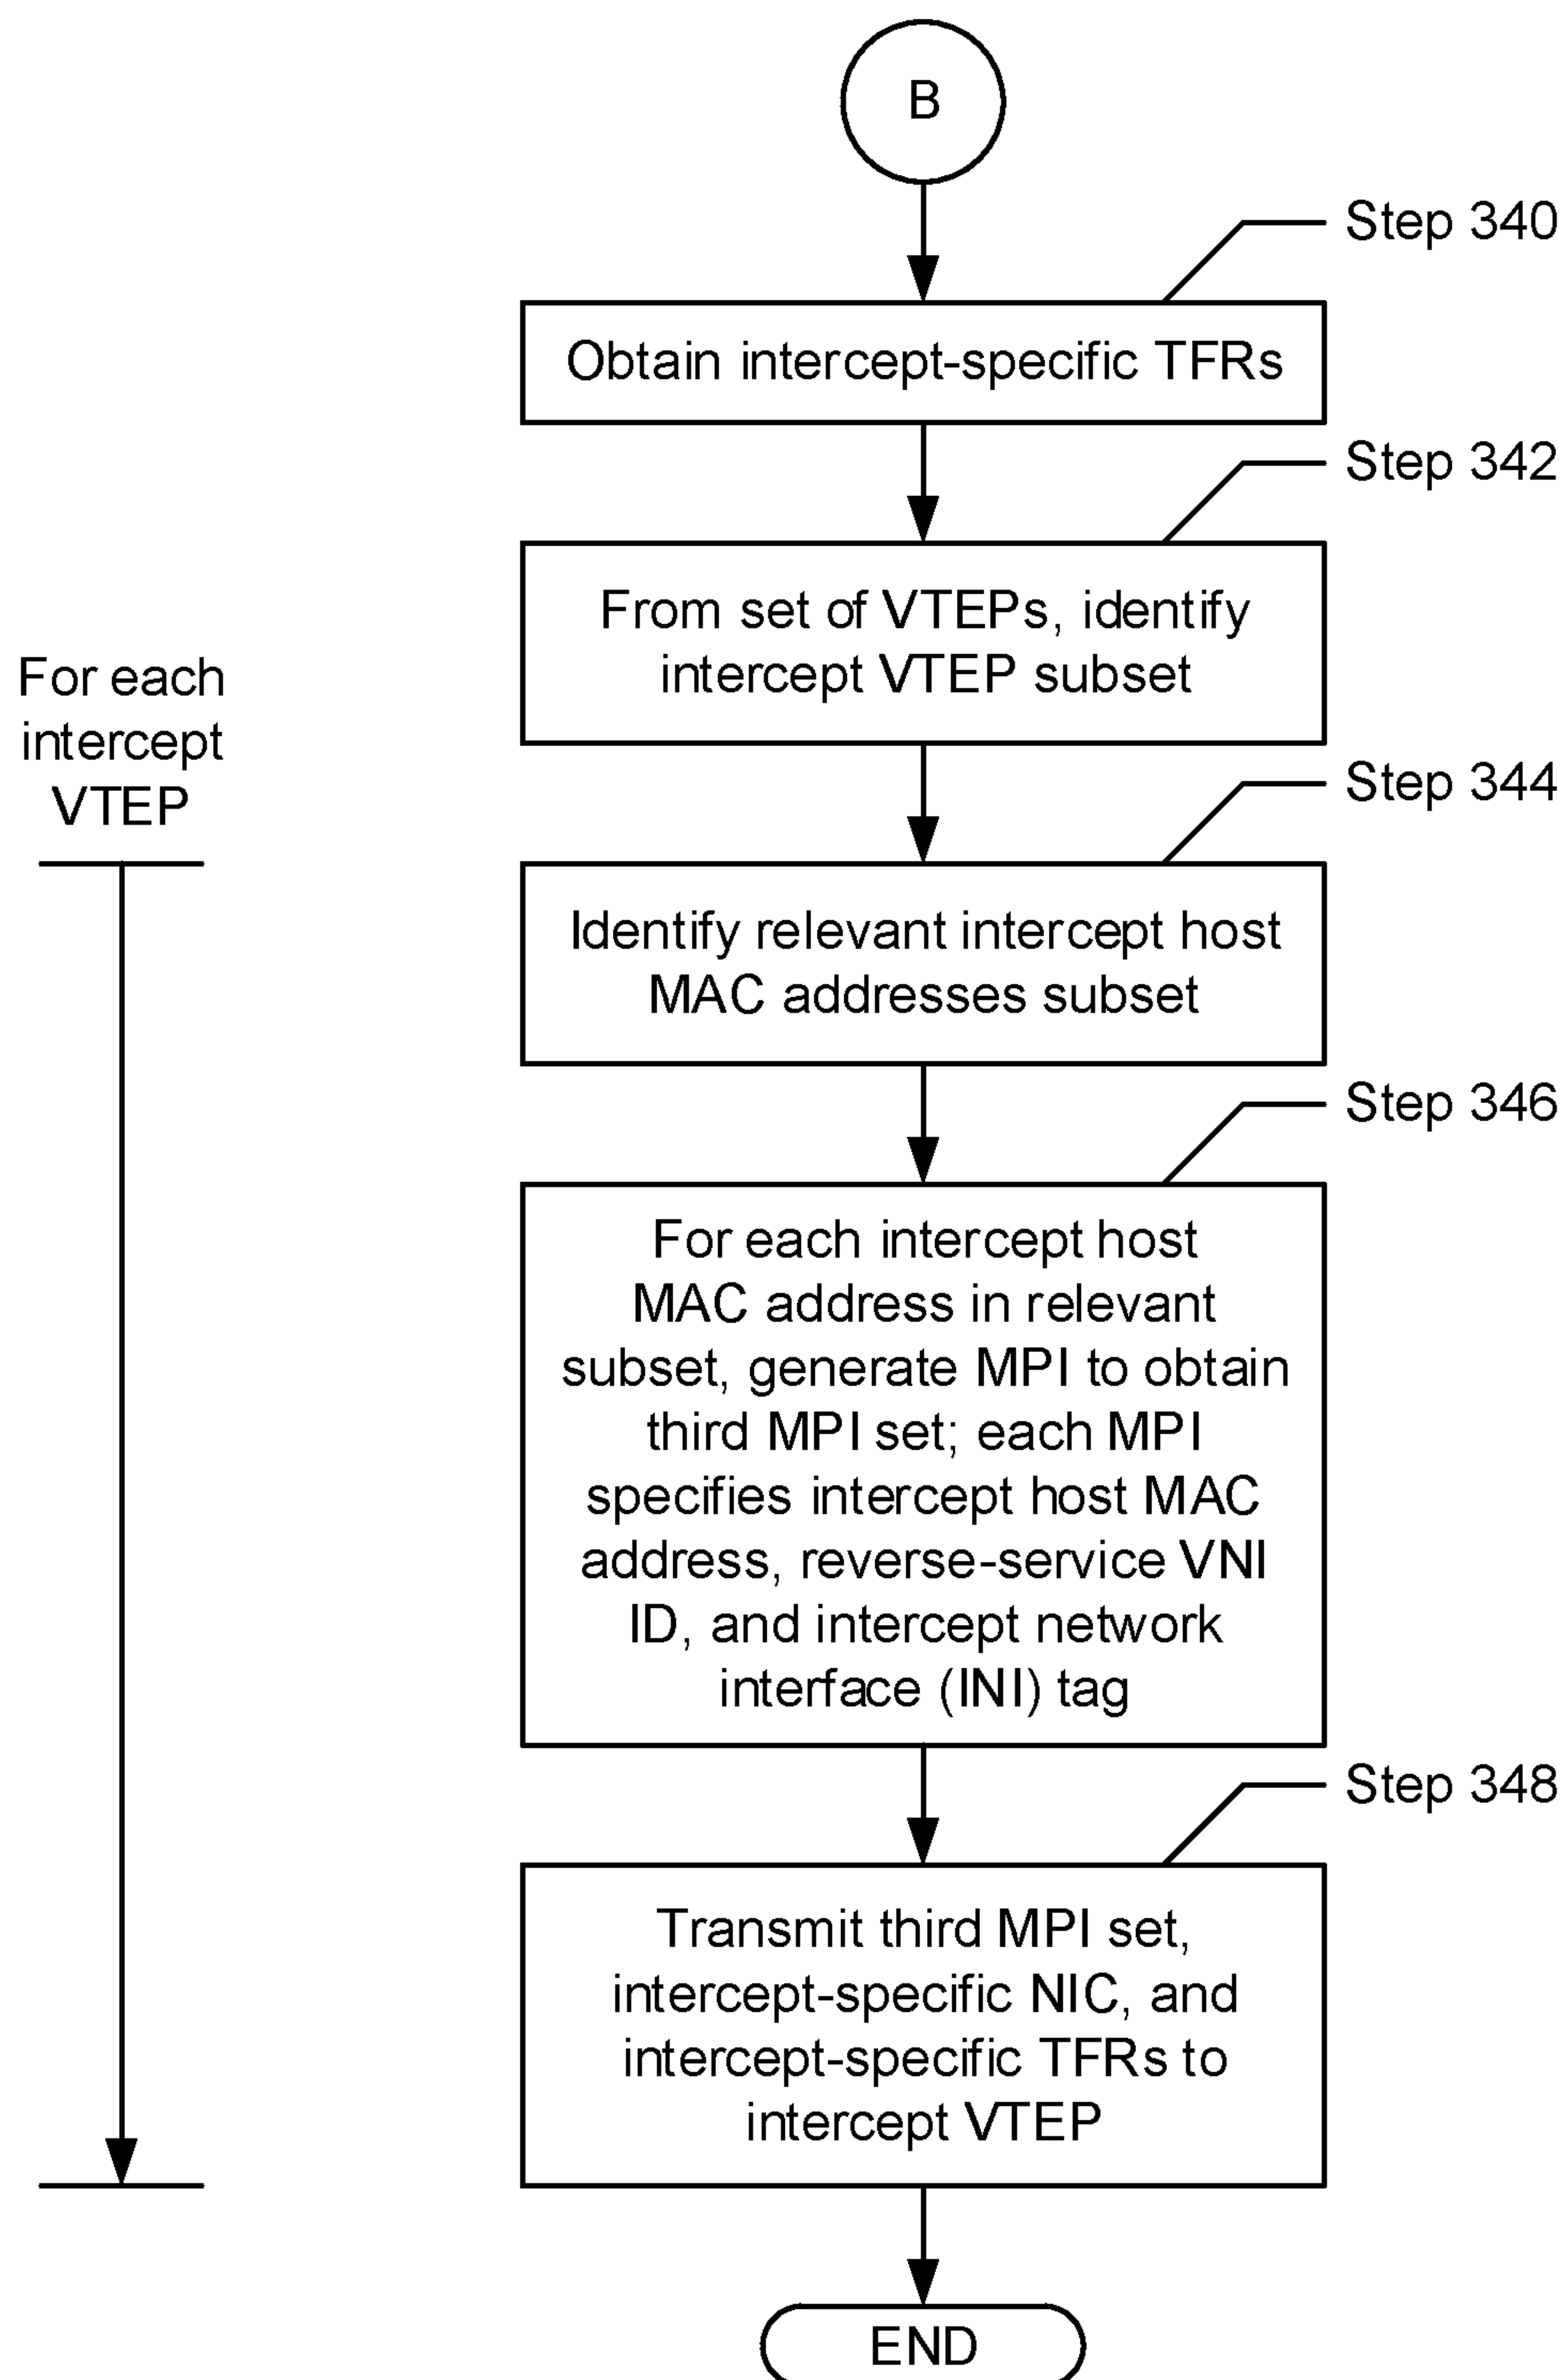 B
Step 340
Obtain intercept-specific TFRs
Step 342
From set of VTEPs, identify
intercept VTEP subset
For each
intercept
VTEP
Step 344
Identify relevant intercept host
MAC addresses subset
Step 346
For each intercept host
MAC address in relevant
subset, generate MPI to obtain
third MPI set; each MPI
specifies intercept host MAC
address, reverse-service VNI
ID, and intercept network
interface (INI) tag
Step 348
Transmit third MPI set,
intercept-specific NIC, and
intercept-specific TFRs to
intercept VTEP
END